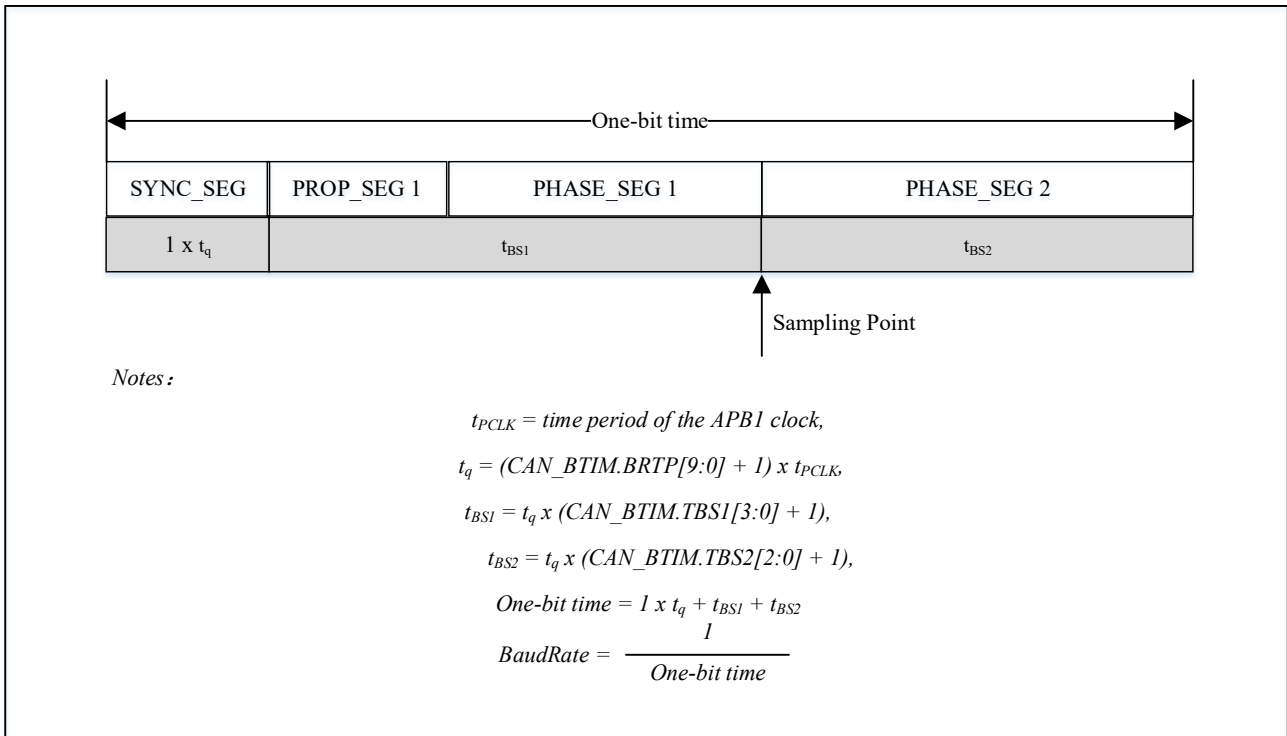 One-bit time
SYNC_SEG PROP_SEG 1 PHASE_SEG 1 PHASE_SEG 2
1 x tq tBS1 tBS2
Sampling Point
Notes：
tPCLK = time period of the APB1 clock,
tq = (CAN_BTIM.BRTP[9:0] + 1) x tPCLK,
tBS1 = tq x (CAN_BTIM.TBS1[3:0] + 1),
tBS2 = tq x (CAN_BTIM.TBS2[2:0] + 1),
One-bit time = 1 x tq + tBS1 + tBS2
1
BaudRate =
One-bit time